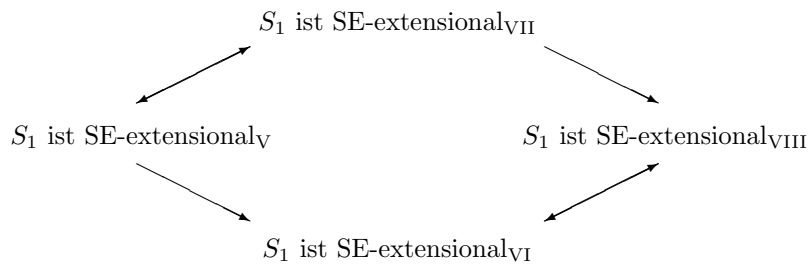 S₁ ist SE-extensional_VII
S₁ ist SE-extensional_V
S₁ ist SE-extensional_VIII
S₁ ist SE-extensional_VI